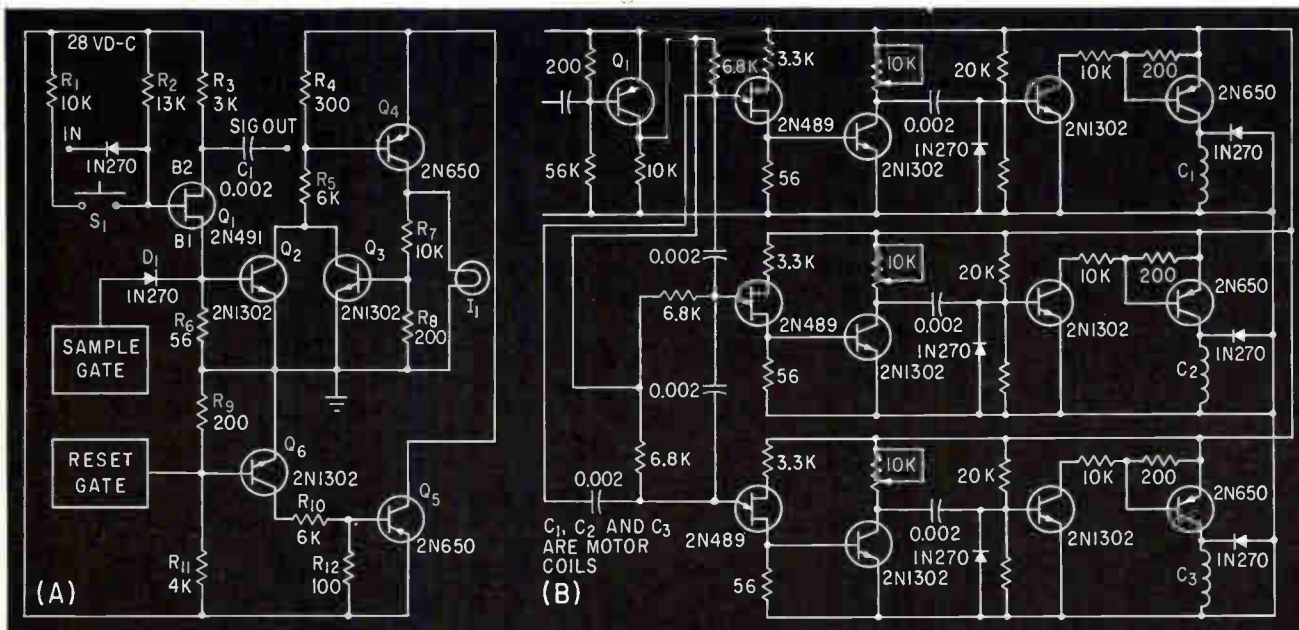 28 VD-C
R1
10K
R2
13K
R3
3K
IN
1N270
S1
SIG OUT
C1
0.002
B2
Q1
2N491
B1
D1
1N270
SAMPLE
GATE
R6
56
R9
200
RESET
GATE
R11
4K
(A)
R4
300
Q4
2N650
R5
6K
Q2
2N1302
Q3
2N1302
R7
10K
R8
200
I1
Q6
2N1302
R10
6K
R12
100
Q5
2N650
200
Q1
56K
10K
6.8K
3.3K
2N489
56
10K
2N1302
0.002
1N270
20K
2N1302
10K
200
2N650
C1
1N270
0.002
6.8K
0.002
6.8K
0.002
3.3K
2N489
56
10K
2N1302
0.002
1N270
20K
2N1302
10K
200
2N650
C2
1N270
3.3K
2N489
56
10K
2N1302
0.002
1N270
20K
2N1302
10K
200
2N650
C3
1N270
C1, C2 AND C3
ARE MOTOR
COILS
(B)